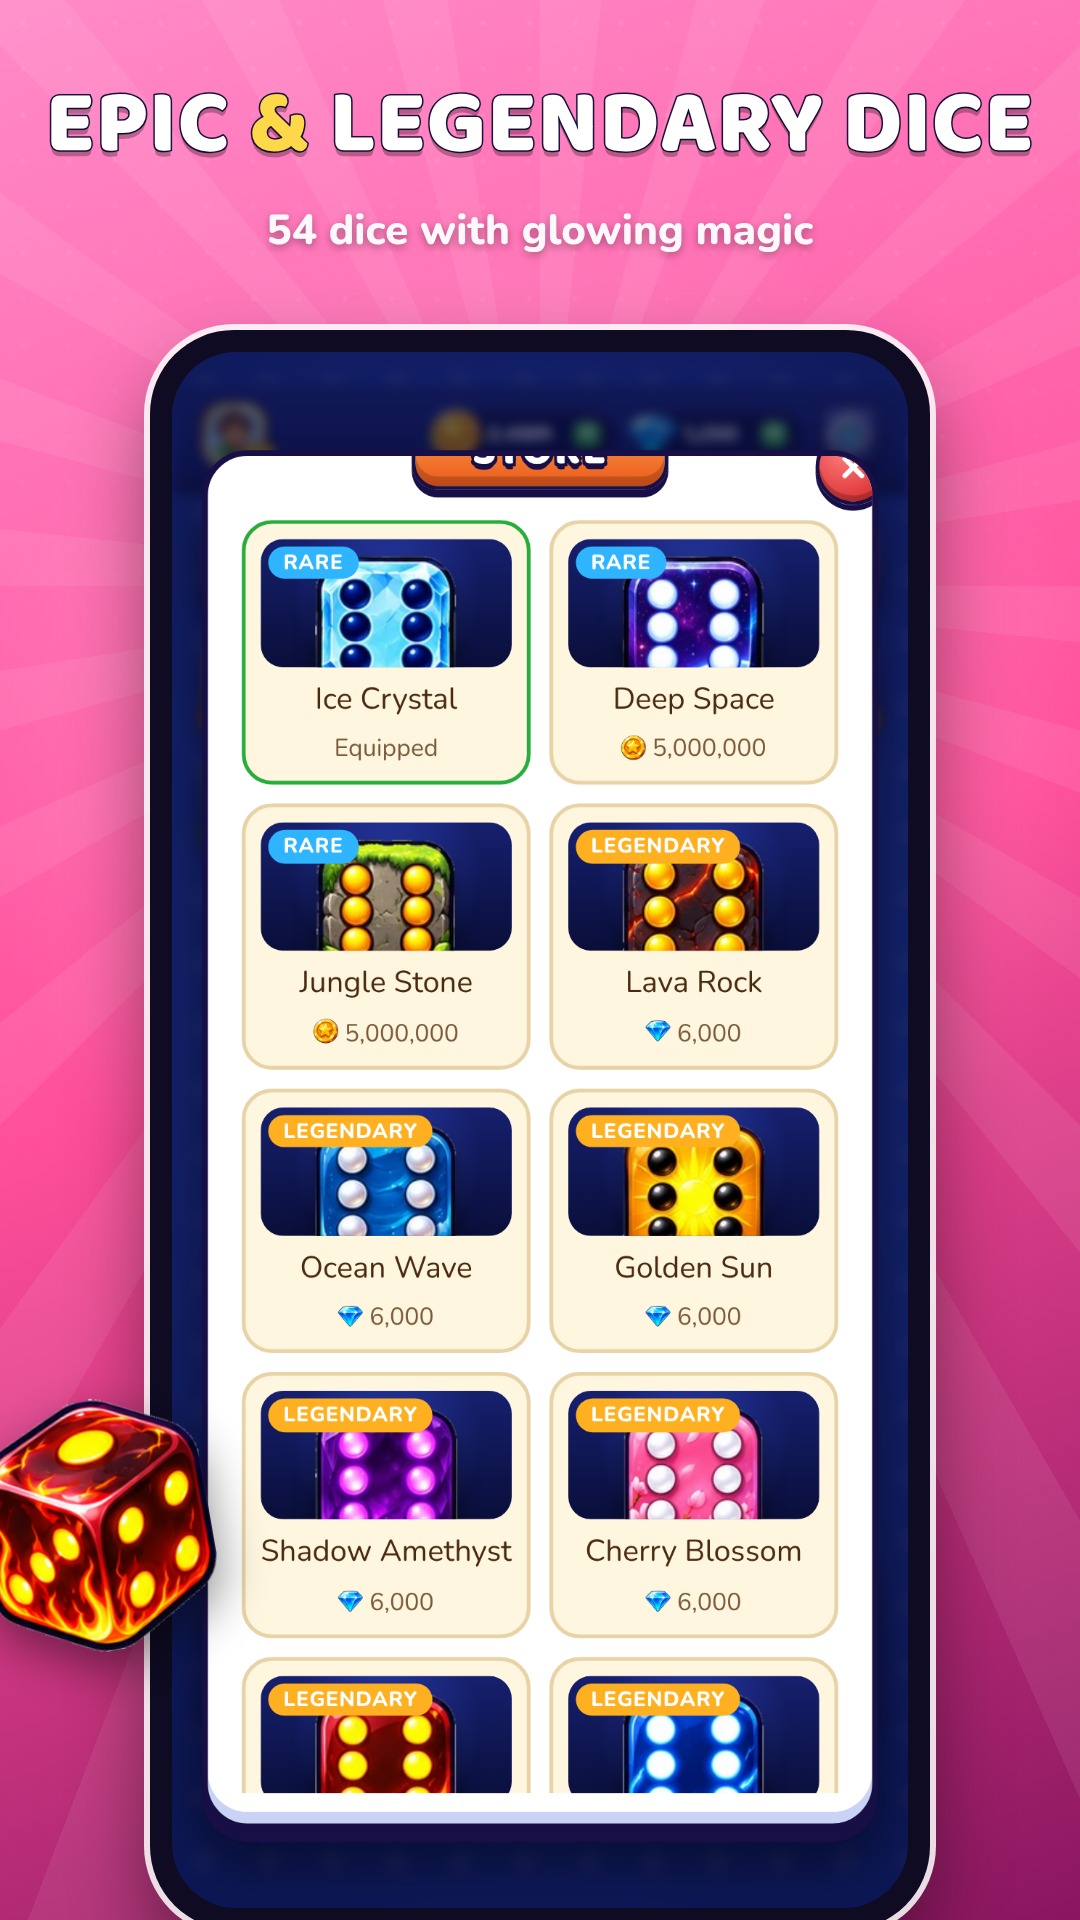 EPIC & LEGENDARY DICE
54 dice with glowing magic
STORE
RARE
RARE
Ice Crystal
Deep Space
Equipped
5,000,000
RARE
LEGENDARY
Jungle Stone
Lava Rock
5,000,000
6,000
LEGENDARY
LEGENDARY
Ocean Wave
Golden Sun
6,000
6,000
LEGENDARY
LEGENDARY
Shadow Amethyst
Cherry Blossom
6,000
6,000
LEGENDARY
LEGENDARY